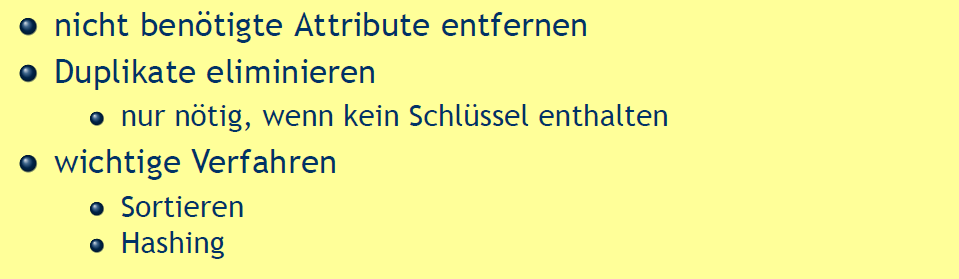 nicht benötigte Attribute entfernen
Duplikate eliminieren
nur nötig, wenn kein Schlüssel enthalten
wichtige Verfahren
Sortieren
Hashing